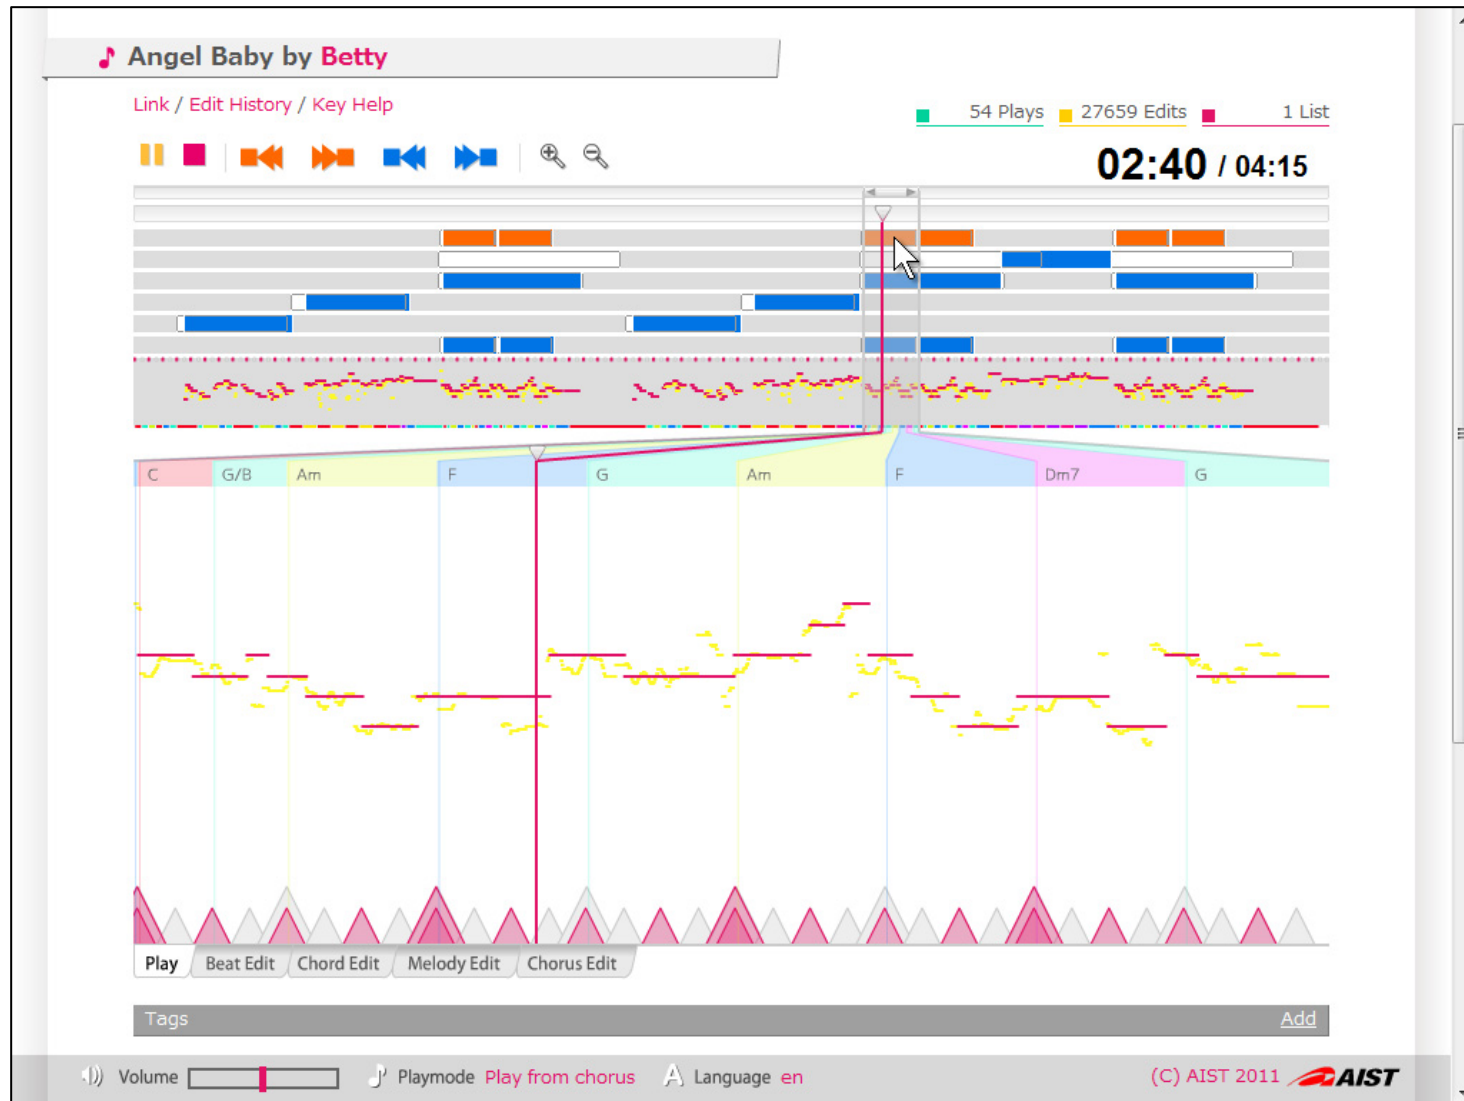 Angel Baby by Betty
Link / Edit History / Key Help
54 Plays 27659 Edits 1 List
02:40 / 04:15
C G/B Am F G Am F Dm7 G
Play Beat Edit Chord Edit Melody Edit Chorus Edit
Tags Add
Volume Playmode Play from chorus A Language en (C) AIST 2011 AIST